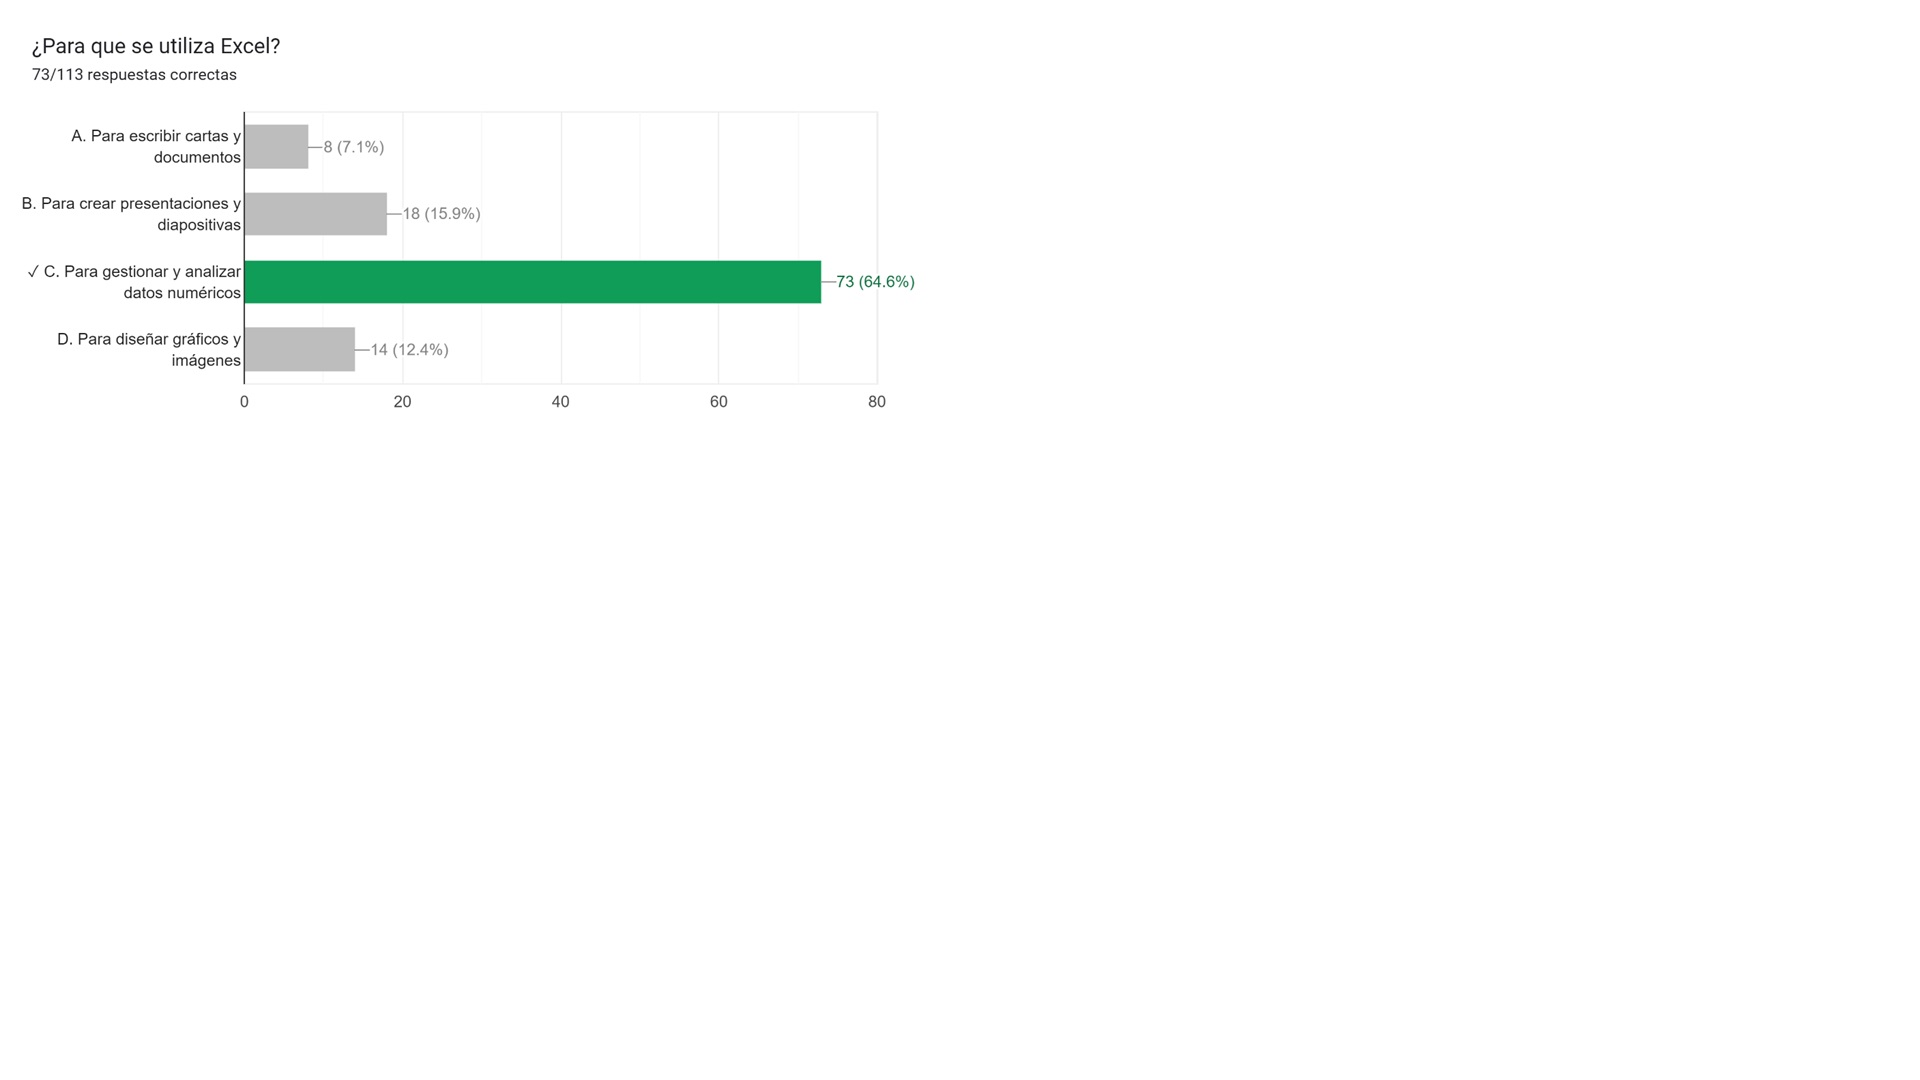 ¿Para que se utiliza Excel?
73/113 respuestas correctas
A. Para escribir cartas y
documentos
8 (7.1%)
B. Para crear presentaciones y
diapositivas
18 (15.9%)
✓ C. Para gestionar y analizar
datos numéricos
73 (64.6%)
D. Para diseñar gráficos y
imágenes
14 (12.4%)
0 20 40 60 80